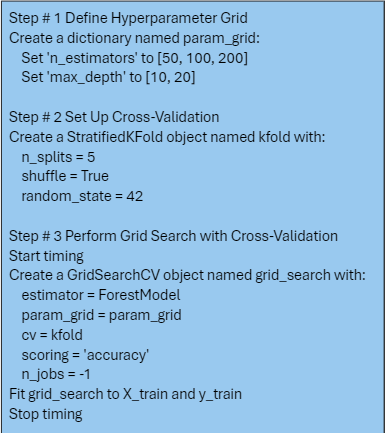 Step # 1 Define Hyperparameter Grid
Create a dictionary named param_grid:
Set 'n_estimators' to [50, 100, 200]
Set 'max_depth' to [10, 20]
Step # 2 Set Up Cross-Validation
Create a StratifiedKFold object named kfold with:
n_splits = 5
shuffle = True
random_state = 42
Step # 3 Perform Grid Search with Cross-Validation
Start timing
Create a GridSearchCV object named grid_search with:
estimator = ForestModel
param_grid = param_grid
cv = kfold
scoring = 'accuracy'
n_jobs = -1
Fit grid_search to X_train and y_train
Stop timing